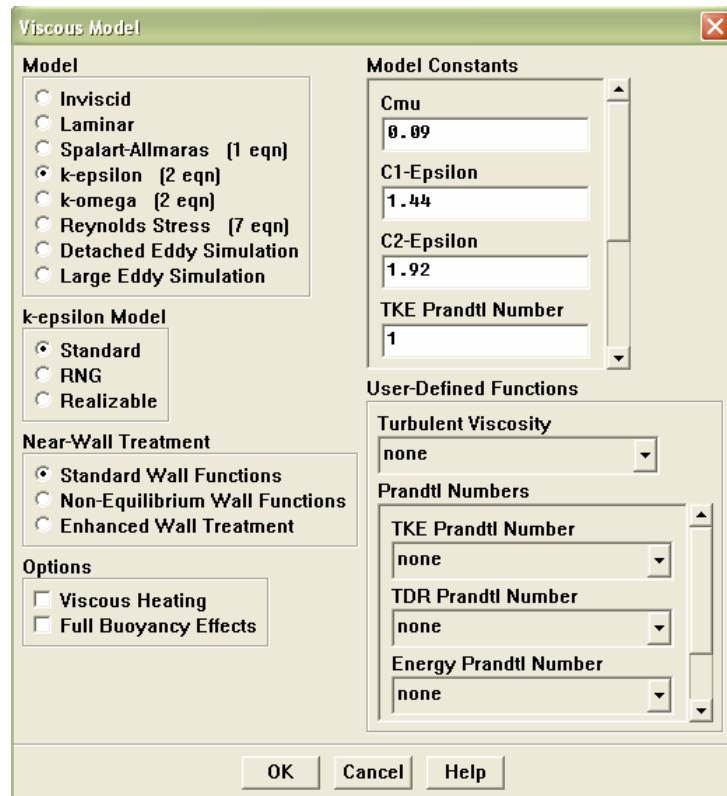 Viscous Model
Model
Inviscid
Laminar
Spalart-Allmaras (1 eqn)
k-epsilon (2 eqn)
k-omega (2 eqn)
Reynolds Stress (7 eqn)
Detached Eddy Simulation
Large Eddy Simulation
k-epsilon Model
Standard
RNG
Realizable
Near-Wall Treatment
Standard Wall Functions
Non-Equilibrium Wall Functions
Enhanced Wall Treatment
Options
Viscous Heating
Full Buoyancy Effects
Model Constants
Cmu
0.09
C1-Epsilon
1.44
C2-Epsilon
1.92
TKE Prandtl Number
1
User-Defined Functions
Turbulent Viscosity
none
Prandtl Numbers
TKE Prandtl Number
none
TDR Prandtl Number
none
Energy Prandtl Number
none
OK
Cancel
Help